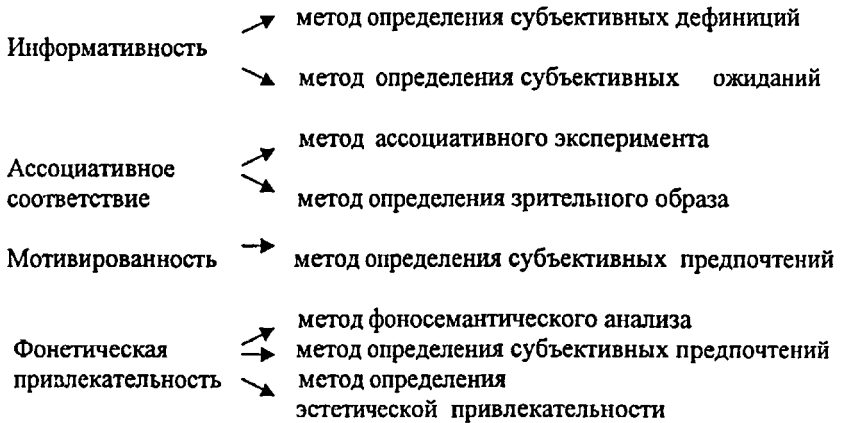 метод определения субъективных дефиниций
Информативность
метод определения субъективных ожиданий
метод ассоциативного эксперимента
Ассоциативное
соответствие
метод определения зрительного образа
Мотивированность
метод определения субъективных предпочтений
метод фоносемантического анализа
Фонетическая
метод определения субъективных предпочтений
привлекательность
метод определения
эстетической привлекательности